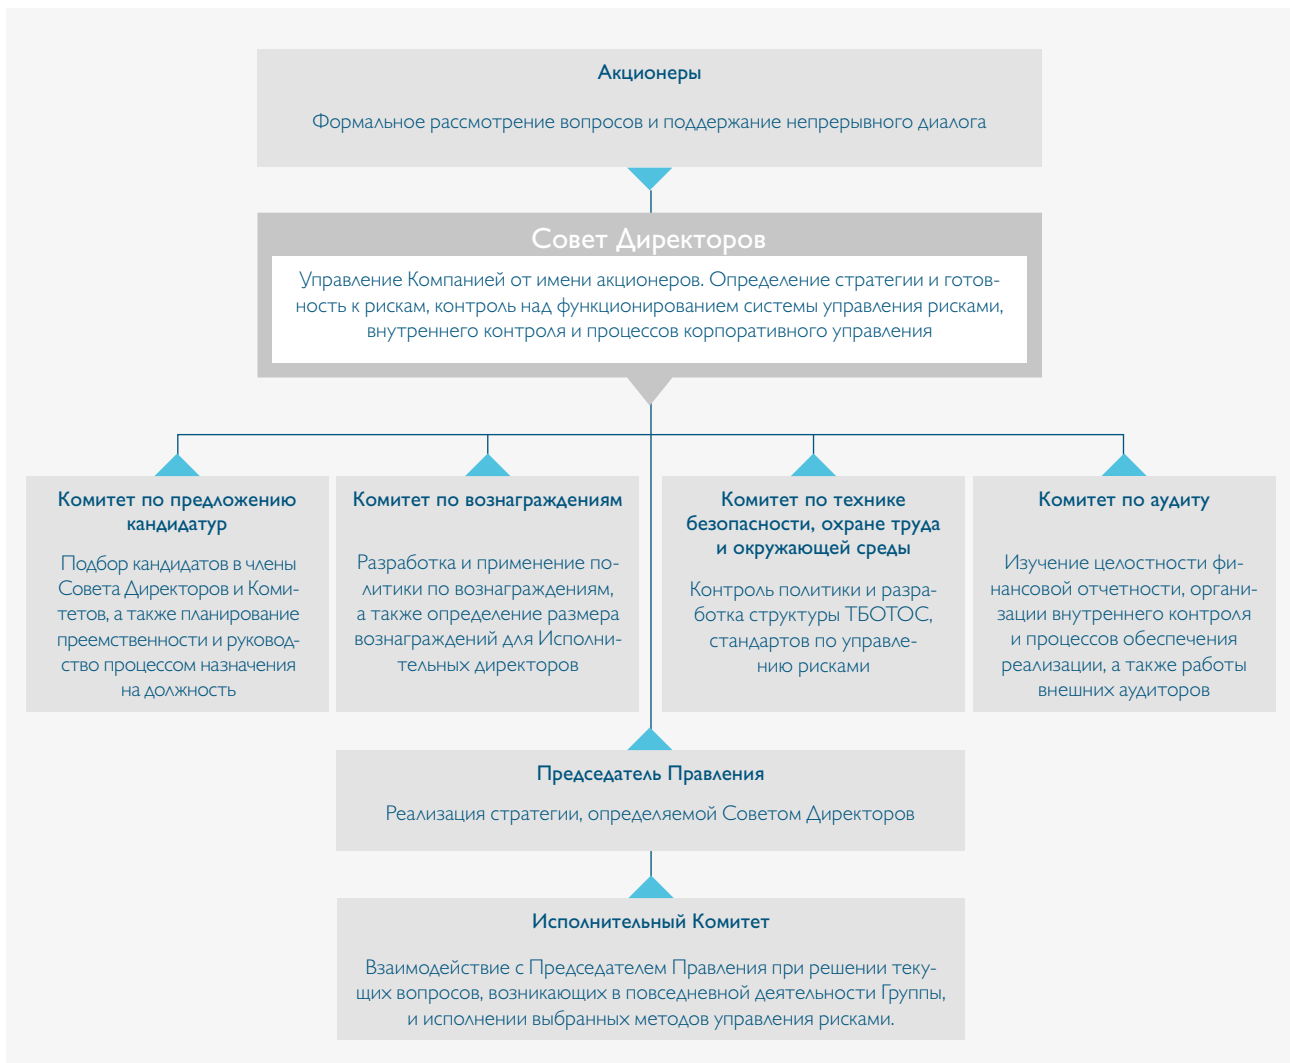 Акционеры
Формальное рассмотрение вопросов и поддержание непрерывного диалога
Совет Директоров
Управление Компанией от имени акционеров. Определение стратегии и готов-
ность к рискам, контроль над функционированием системы управления рисками,
внутреннего контроля и процессов корпоративного управления
Комитет по предложению
кандидатур
Подбор кандидатов в члены
Совета Директоров и Коми-
тетов, а также планирование
преемственности и руковод-
ство процессом назначения
на должность
Комитет по вознаграждениям
Разработка и применение по-
литики по вознаграждениям,
а также определение размера
вознаграждений для Исполни-
тельных директоров
Комитет по технике
безопасности, охране труда
и окружающей среды
Контроль политики и разра-
ботка структуры ТБОТОС,
стандартов по управле-
нию рисками
Комитет по аудиту
Изучение целостности фи-
нансовой отчетности, органи-
зации внутреннего контроля
и процессов обеспечения
реализации, а также работы
внешних аудиторов
Председатель Правления
Реализация стратегии, определяемой Советом Директоров
Исполнительный Комитет
Взаимодействие с Председателем Правления при решении теку-
щих вопросов, возникающих в повседневной деятельности Группы,
и исполнении выбранных методов управления рисками.